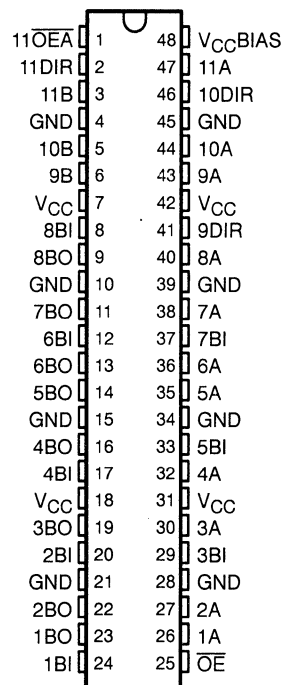 11O̅E̅A̅ 1 48 VCCBIAS
11DIR 2 47 11A
11B 3 46 10DIR
GND 4 45 GND
10B 5 44 10A
9B 6 43 9A
VCC 7 42 VCC
8BI 8 41 9DIR
8BO 9 40 8A
GND 10 39 GND
7BO 11 38 7A
6BI 12 37 7BI
6BO 13 36 6A
5BO 14 35 5A
GND 15 34 GND
4BO 16 33 5BI
4BI 17 32 4A
VCC 18 31 VCC
3BO 19 30 3A
2BI 20 29 3BI
GND 21 28 GND
2BO 22 27 2A
1BO 23 26 1A
1BI 24 25 O̅E̅